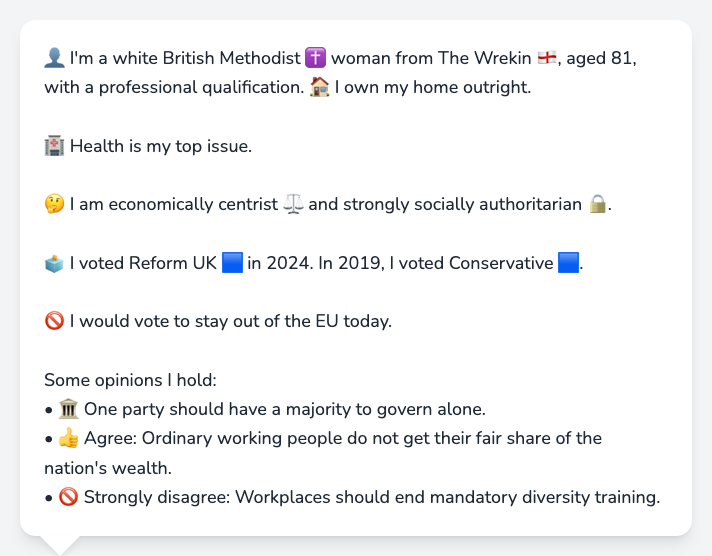 👤 I'm a white British Methodist ✝️ woman from The Wrekin 🏴󠁧󠁢󠁥󠁮󠁧󠁿, aged 81,
with a professional qualification. 🏠 I own my home outright.
🏥 Health is my top issue.
🤔 I am economically centrist ⚖️ and strongly socially authoritarian 🔒.
🗳️ I voted Reform UK 🟦 in 2024. In 2019, I voted Conservative 🟦.
🚫 I would vote to stay out of the EU today.
Some opinions I hold:
• 🏛️ One party should have a majority to govern alone.
• 👍 Agree: Ordinary working people do not get their fair share of the
nation's wealth.
• 🚫 Strongly disagree: Workplaces should end mandatory diversity training.